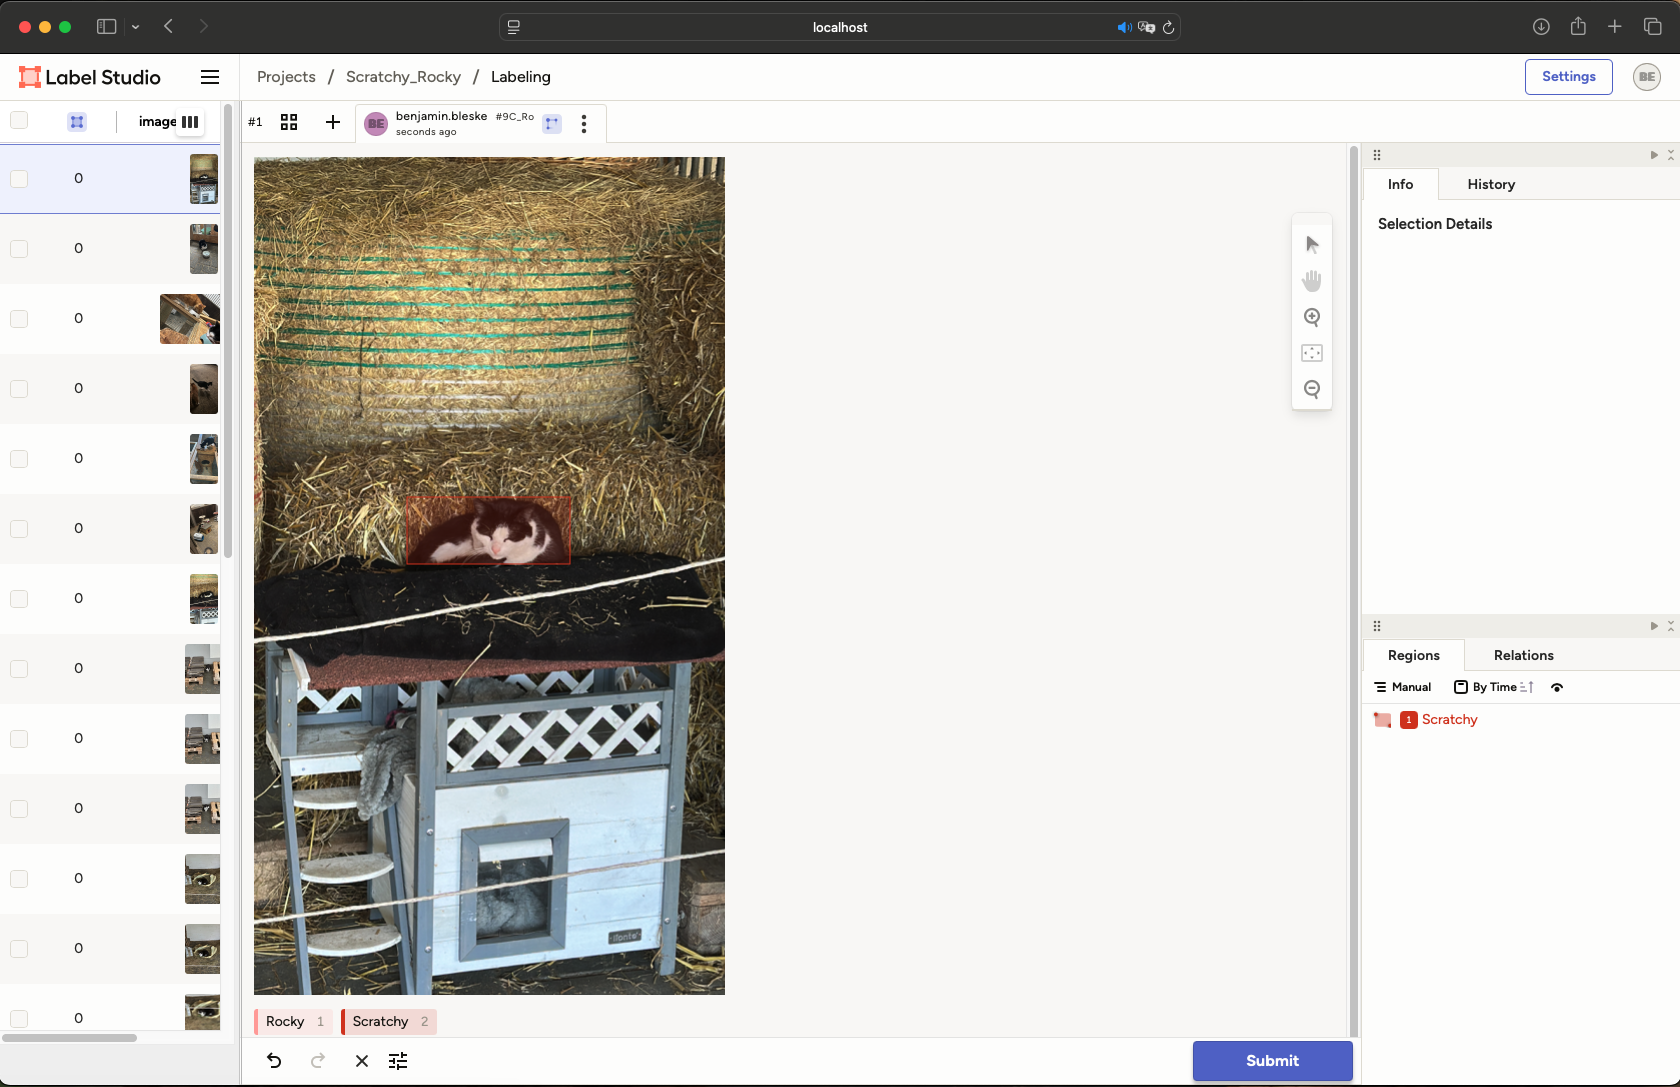 localhost
Label Studio
Projects / Scratchy_Rocky / Labeling
Settings
BE
image
#1
BE
benjamin.bleske #9C_Ro
seconds ago
0
0
0
0
0
0
0
0
0
0
0
0
0
Info
History
Selection Details
Regions
Relations
Manual
By Time
1 Scratchy
Rocky 1
Scratchy 2
Submit